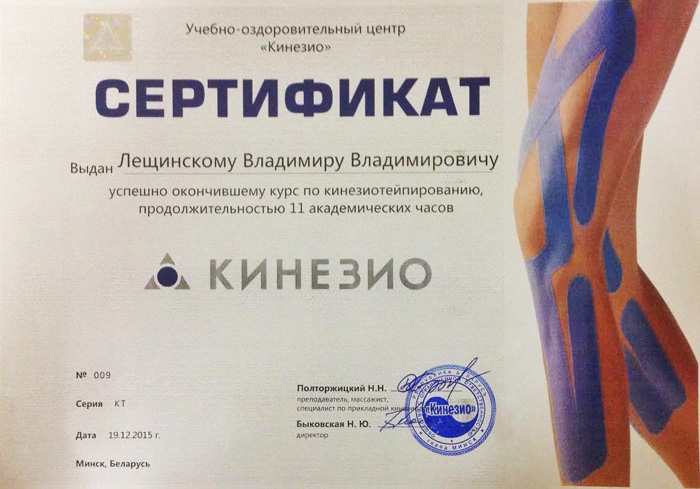 Учебно-оздоровительный центр
«Кинезио»
СЕРТИФИКАТ
Выдан Лещинскому Владимиру Владимировичу
успешно окончившему курс по кинезиотейпированию,
продолжительностью 11 академических часов
КИНЕЗИО
№ 009
Серия КТ
Дата 19.12.2015 г.
Минск, Беларусь
Полторжицкий Н.Н.
преподаватель, массажист,
специалист по прикладной
Быковская Н. Ю.
директор
«Кинезио»